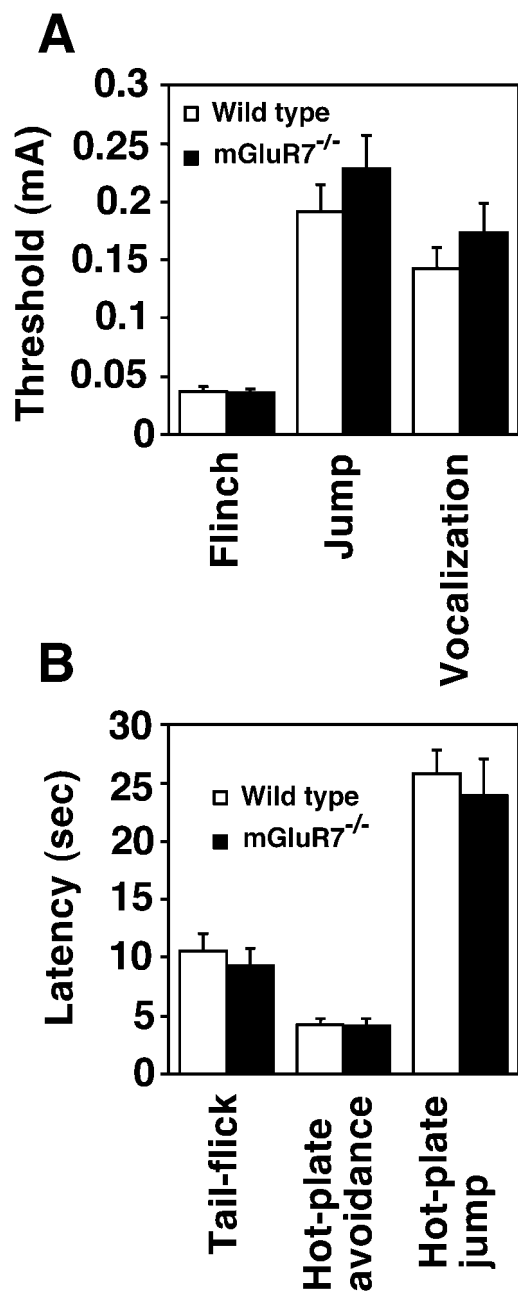 A
0.3
0.25
0.2
0.15
0.1
0.05
0
Threshold (mA)
Wild type
mGluR7-/-
Flinch
Jump
Vocalization
B
30
25
20
15
10
5
0
Latency (sec)
Wild type
mGluR7-/-
Tail-flick
Hot-plate
avoidance
Hot-plate
jump